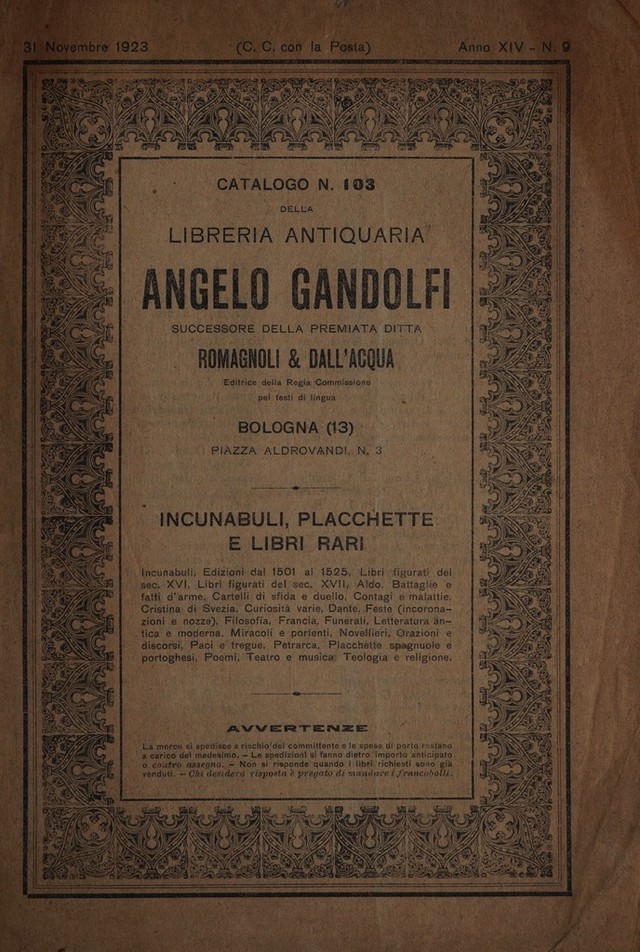 31 Novembre 1923 (C. C. con la Posta) Anno XIV - N. 9
CATALOGO N. 103
DELLA
LIBRERIA ANTIQUARIA
ANGELO GANDOLFI
SUCCESSORE DELLA PREMIATA DITTA
ROMAGNOLI & DALL'ACQUA
Editrice della Regia Commissione
pei testi di lingua
BOLOGNA (13)
PIAZZA ALDROVANDI, N. 3
INCUNABULI, PLACCHETTE
E LIBRI RARI
Incunabuli, Edizioni dal 1501 al 1525, Libri figurati del
sec. XVI, Libri figurati del sec. XVII, Aldo, Battaglie e
fatti d'arme, Cartelli di sfida e duello, Contagi e malattie,
Cristina di Svezia, Curiosità varie, Dante, Feste (incorona-
zioni e nozze), Filosofia, Francia, Funerali, Letteratura an-
tica e moderna, Miracoli e portenti, Novellieri, Orazioni e
discorsi, Paci e tregue, Petrarca, Placchette spagnuole e
portoghesi, Poemi, Teatro e musica, Teologia e religione.
AVVERTENZE
La merce si spedisce a rischio del committente e le spese di porto restano
a carico del medesimo. — Le spedizioni si fanno dietro importo anticipato
o contro assegno. — Non si risponde quando i libri richiesti sono già
venduti. — Chi desidera risposta è pregato di mandare i francobolli.